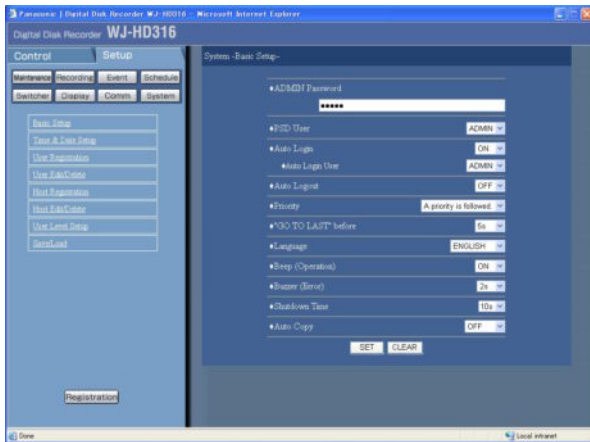 Panasonic | Digital Disk Recorder WJ-HD316 - Microsoft Internet Explorer
Digital Disk Recorder WJ-HD316
Control
Setup
Maintenance Recording Event Schedule
Switcher Display Comm System
Basic Setup
Time & Date Setup
User Registration
User Edit/Delete
Host Registration
Host Edit/Delete
User Level Setup
Save/Load
Registration
System -Basic Setup-
♦ADMIN Password
•••••
♦PSD User ADMIN
♦Auto Login ON
♦Auto Login User ADMIN
♦Auto Logout OFF
♦Priority A priority is followed.
♦"GO TO LAST" before 5s
♦Language ENGLISH
♦Beep (Operation) ON
♦Buzzer (Error) 2s
♦Shutdown Time 10s
♦Auto Copy OFF
SET CLEAR
Done
Local intranet